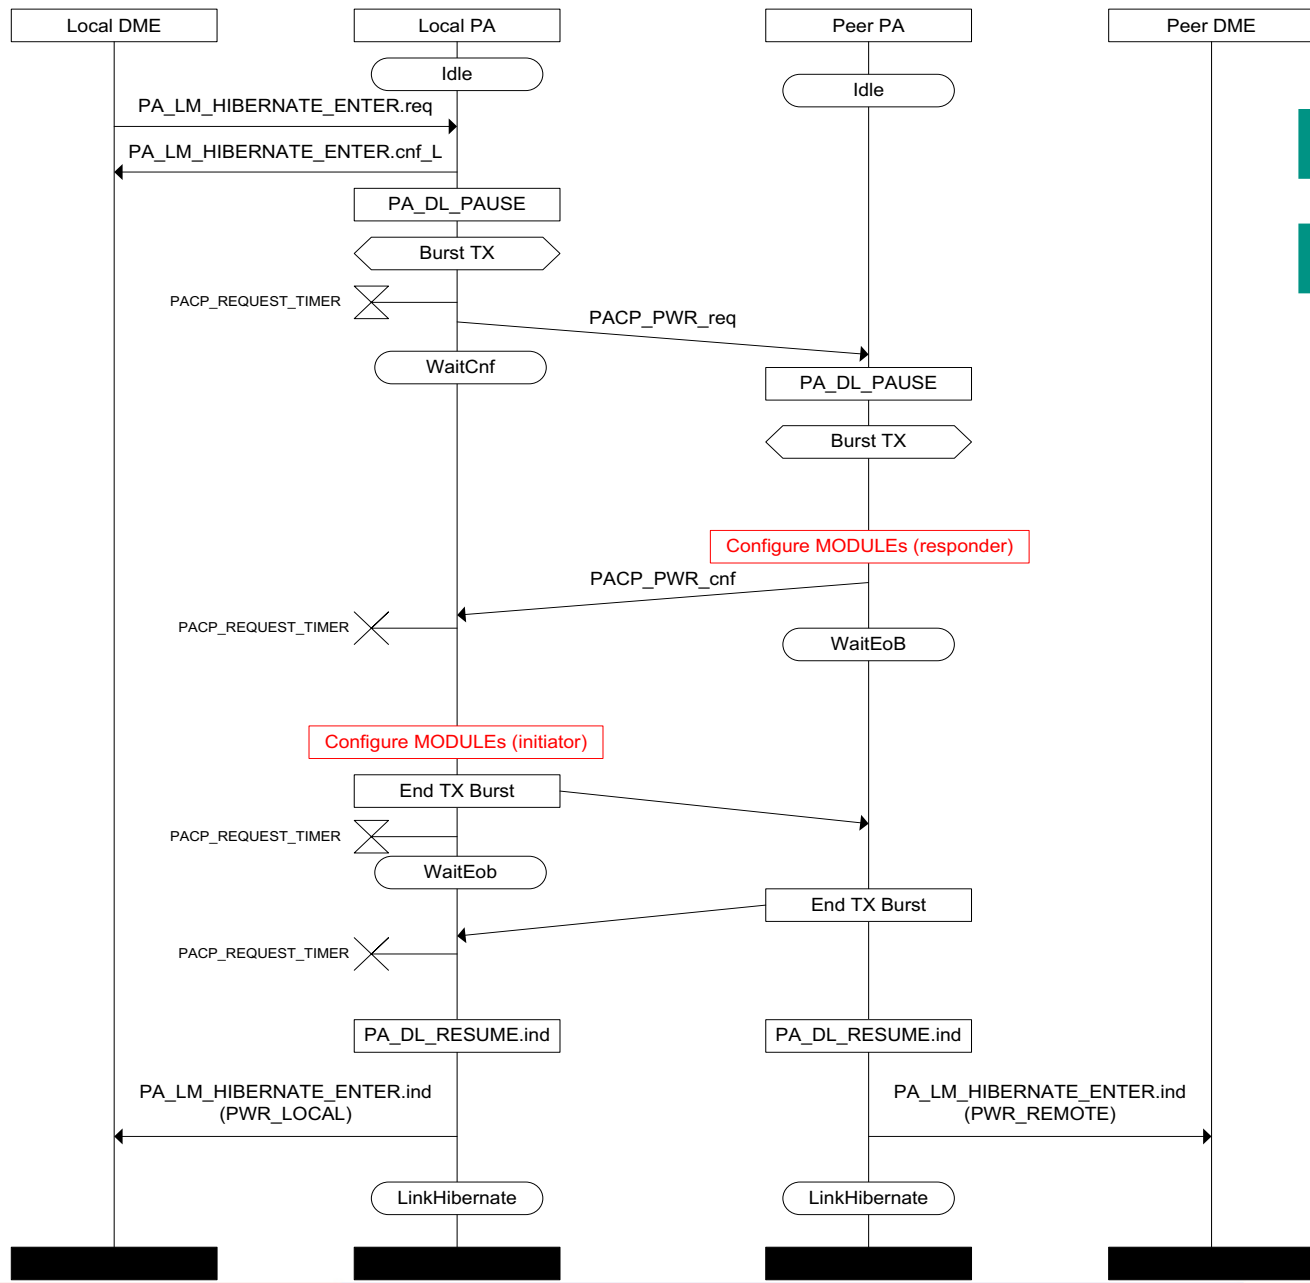 Local DME
Local PA
Peer PA
Peer DME
Idle
Idle
PA_LM_HIBERNATE_ENTER.req
PA_LM_HIBERNATE_ENTER.cnf_L
PA_DL_PAUSE
Burst TX
PACP_REQUEST_TIMER
PACP_PWR_req
WaitCnf
PA_DL_PAUSE
Burst TX
Configure MODULEs (responder)
PACP_PWR_cnf
PACP_REQUEST_TIMER
WaitEoB
Configure MODULEs (initiator)
End TX Burst
PACP_REQUEST_TIMER
WaitEob
End TX Burst
PACP_REQUEST_TIMER
PA_DL_RESUME.ind
PA_DL_RESUME.ind
PA_LM_HIBERNATE_ENTER.ind
(PWR_LOCAL)
PA_LM_HIBERNATE_ENTER.ind
(PWR_REMOTE)
LinkHibernate
LinkHibernate